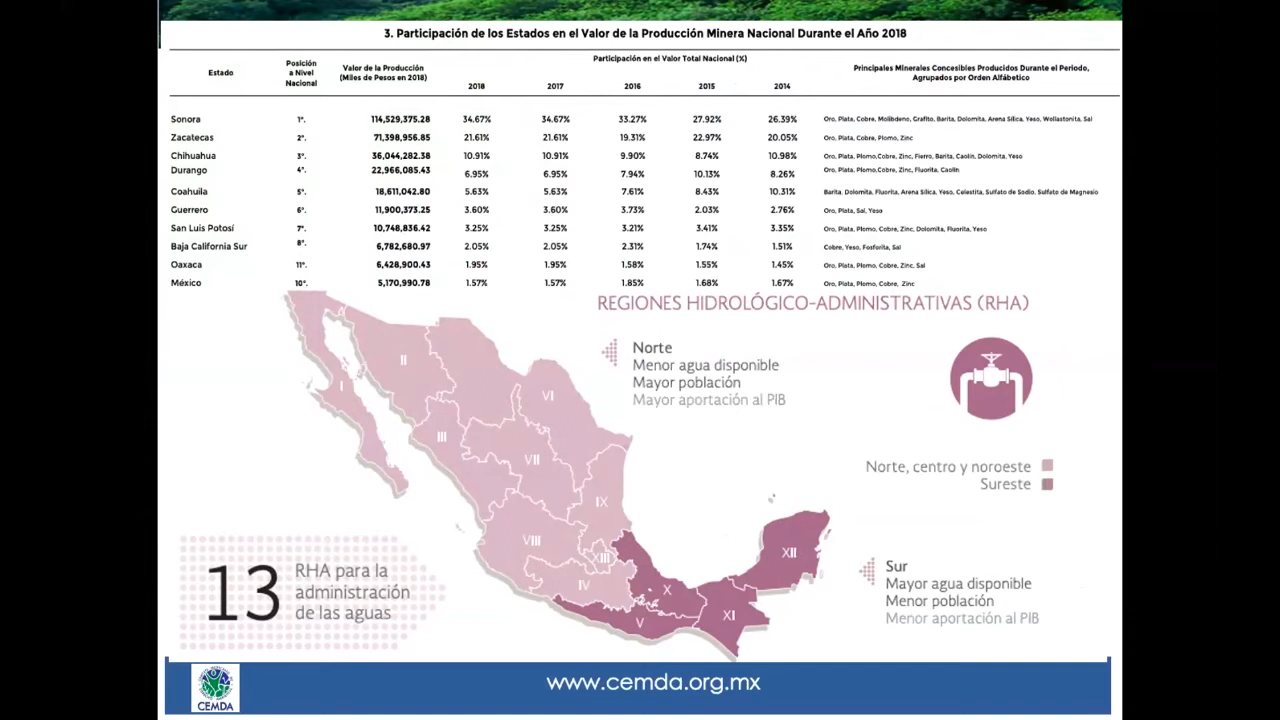 3. Participación de los Estados en el Valor de la Producción Minera Nacional Durante el Año 2018
Estado Posición a Nivel Nacional Valor de la Producción (Miles de Pesos en 2018) Participación en el Valor Total Nacional (%) Principales Minerales Concesibles Producidos Durante el Periodo, Agrupados por Orden Alfabético
2018 2017 2016 2015 2014
Sonora 1º. 114,529,375.28 34.67% 34.67% 33.27% 27.92% 26.39% Oro, Plata, Cobre, Molibdeno, Grafito, Barita, Dolomita, Arena Sílica, Yeso, Wollastonita, Sal
Zacatecas 2º. 71,398,956.85 21.61% 21.61% 19.31% 22.97% 20.05% Oro, Plata, Cobre, Plomo, Zinc
Chihuahua 3º. 36,044,282.38 10.91% 10.91% 9.90% 8.74% 10.98% Oro, Plata, Plomo,Cobre, Zinc, Fierro, Barita, Caolín, Dolomita, Yeso
Durango 4º. 22,966,085.43 6.95% 6.95% 7.94% 10.13% 8.26% Oro, Plata, Plomo,Cobre, Zinc, Fluorita, Caolín
Coahuila 5º. 18,611,042.80 5.63% 5.63% 7.61% 8.43% 10.31% Barita, Dolomita, Fluorita, Arena Sílica, Yeso, Celestita, Sulfato de Sodio, Sulfato de Magnesio
Guerrero 6º. 11,900,373.25 3.60% 3.60% 3.73% 2.03% 2.76% Oro, Plata, Sal, Yeso
San Luis Potosí 7º. 10,748,836.42 3.25% 3.25% 3.21% 3.41% 3.35% Oro, Plata, Plomo, Cobre, Zinc, Dolomita, Fluorita, Yeso
Baja California Sur 8º. 6,782,680.97 2.05% 2.05% 2.31% 1.74% 1.51% Cobre, Yeso, Fosforita, Sal
Oaxaca 11º. 6,428,900.43 1.95% 1.95% 1.58% 1.55% 1.45% Oro, Plata, Plomo, Cobre, Zinc, Sal
México 10º. 5,170,990.78 1.57% 1.57% 1.85% 1.68% 1.67% Oro, Plata, Plomo, Cobre, Zinc
REGIONES HIDROLÓGICO-ADMINISTRATIVAS (RHA)
Norte
Menor agua disponible
Mayor población
Mayor aportación al PIB
I
II
III
VI
VII
IX
VIII
XIII
IV
X
V
XI
XII
Norte, centro y noroeste
Sureste
13
RHA para la
administración
de las aguas
Sur
Mayor agua disponible
Menor población
Menor aportación al PIB
CEMDA
www.cemda.org.mx